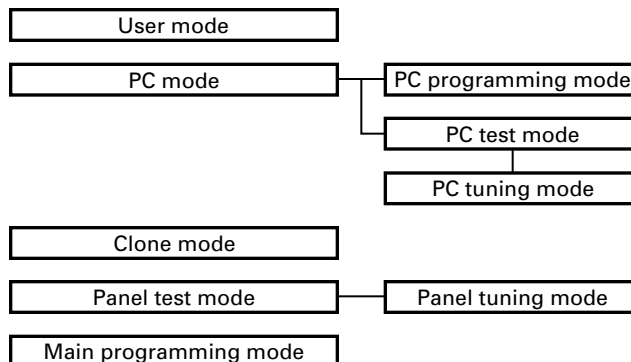 User mode
PC mode
PC programming mode
PC test mode
PC tuning mode
Clone mode
Panel test mode
Panel tuning mode
Main programming mode